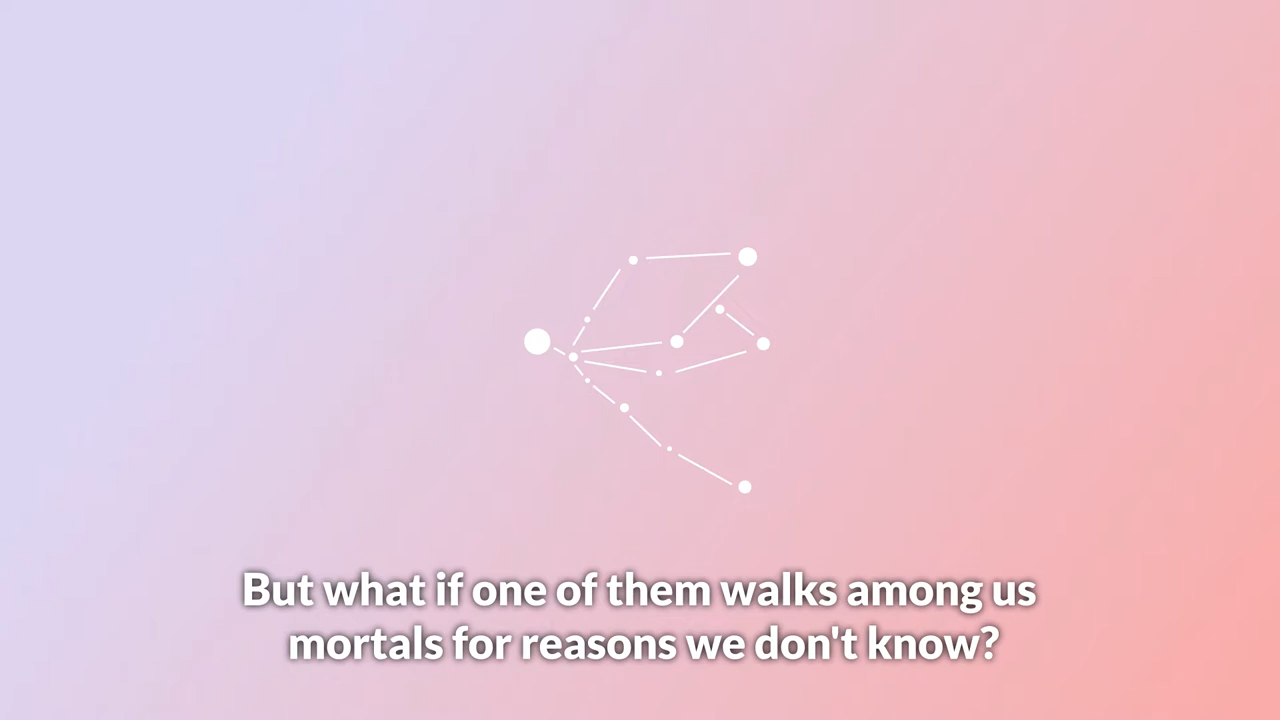 But what if one of them walks among us
mortals for reasons we don't know?